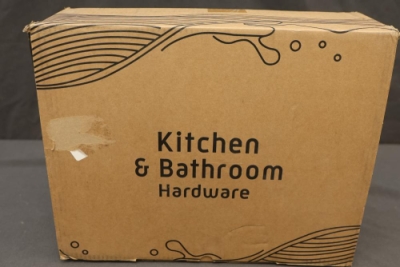 Kitchen
& Bathroom
Hardware